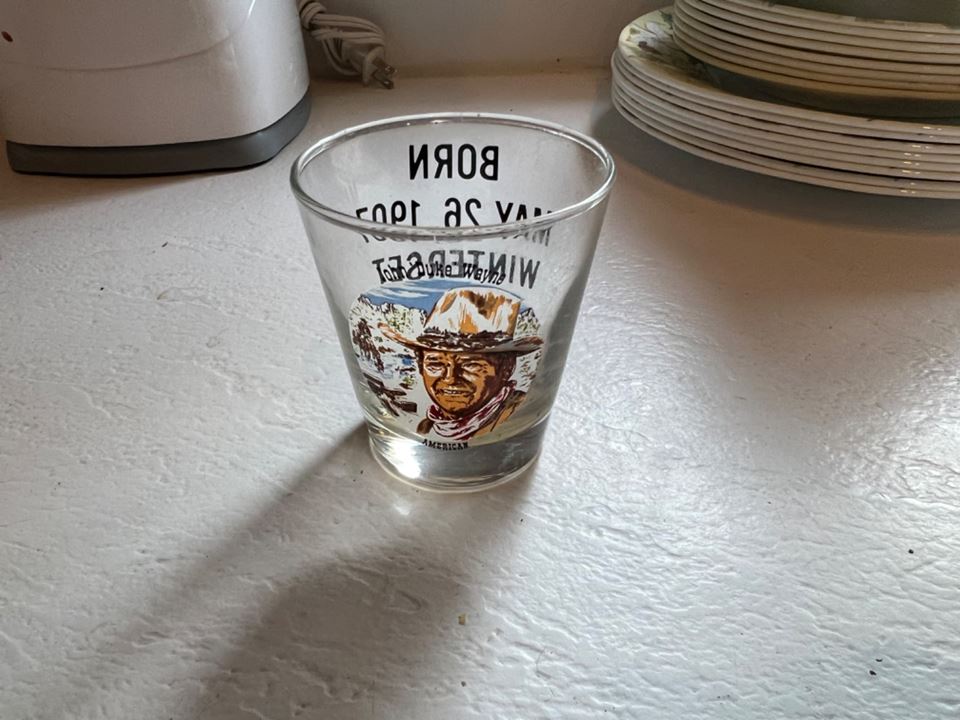 BORN
MAY 26, 1907
WINTERSET
John "Duke" Wayne
AMERICAN